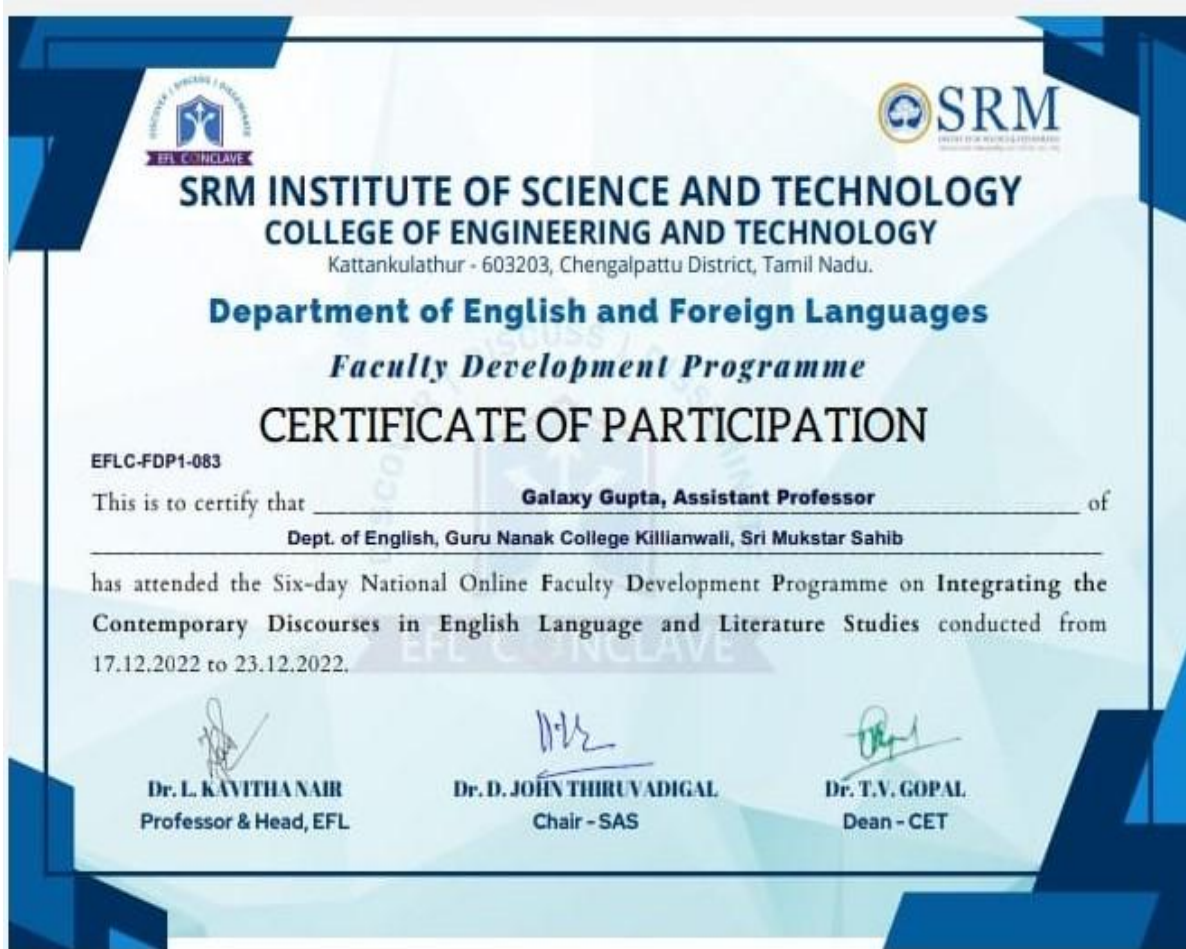 DISCOVER | DISCUSS | DISSEMINATE
EFL CONCLAVE
SRM
SRM INSTITUTE OF SCIENCE AND TECHNOLOGY
COLLEGE OF ENGINEERING AND TECHNOLOGY
Kattankulathur - 603203, Chengalpattu District, Tamil Nadu.
Department of English and Foreign Languages
Faculty Development Programme
CERTIFICATE OF PARTICIPATION
EFLC-FDP1-083
This is to certify that Galaxy Gupta, Assistant Professor of
Dept. of English, Guru Nanak College Killianwali, Sri Mukstar Sahib
has attended the Six-day National Online Faculty Development Programme on Integrating the
Contemporary Discourses in English Language and Literature Studies conducted from
17.12.2022 to 23.12.2022.
EFL CONCLAVE
Dr. L. KAVITHA NAIR Dr. D. JOHN THIRUVADIGAL Dr. T.V. GOPAL
Professor & Head, EFL Chair - SAS Dean - CET